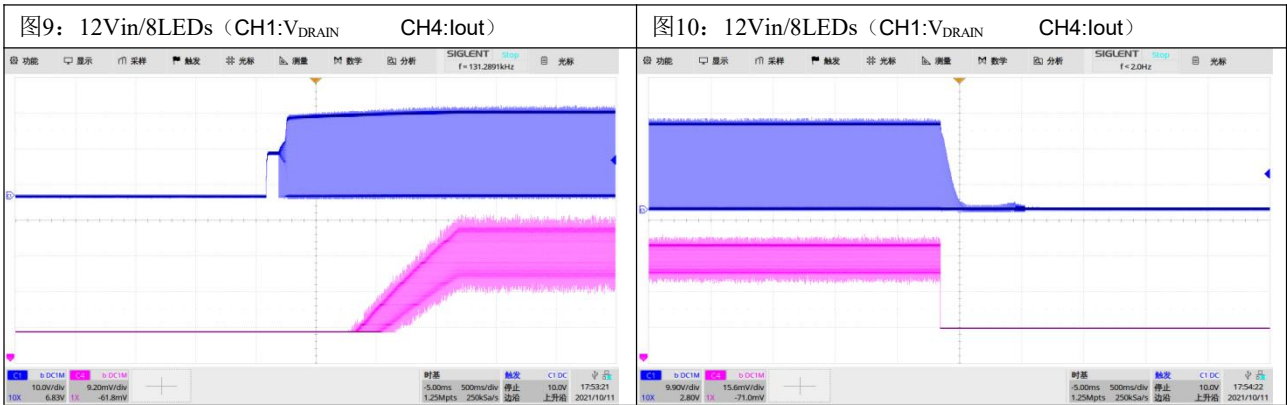 图9：12Vin/8LEDs（CH1:VDRAIN CH4:Iout）
图10：12Vin/8LEDs（CH1:VDRAIN CH4:Iout）
功能 显示 采样 触发 光标 测量 数学 分析 SIGLENT Stop 光标
f = 131.2891kHz
C1 DC1M C4 DC1M 时基 触发 C1 DC
10.0V/div 9.20mV/div -5.00ms 500ms/div 停止 10.0V 17:53:21
10X 6.83V 1X -61.8mV 1.25Mpts 250kSa/s 边沿 上升沿 2021/10/11
功能 显示 采样 触发 光标 测量 数学 分析 SIGLENT Stop 光标
f < 2.0Hz
C1 DC1M C4 DC1M 时基 触发 C1 DC
9.90V/div 15.6mV/div -5.00ms 500ms/div 停止 10.0V 17:54:22
10X 2.80V 1X -71.0mV 1.25Mpts 250kSa/s 边沿 上升沿 2021/10/11